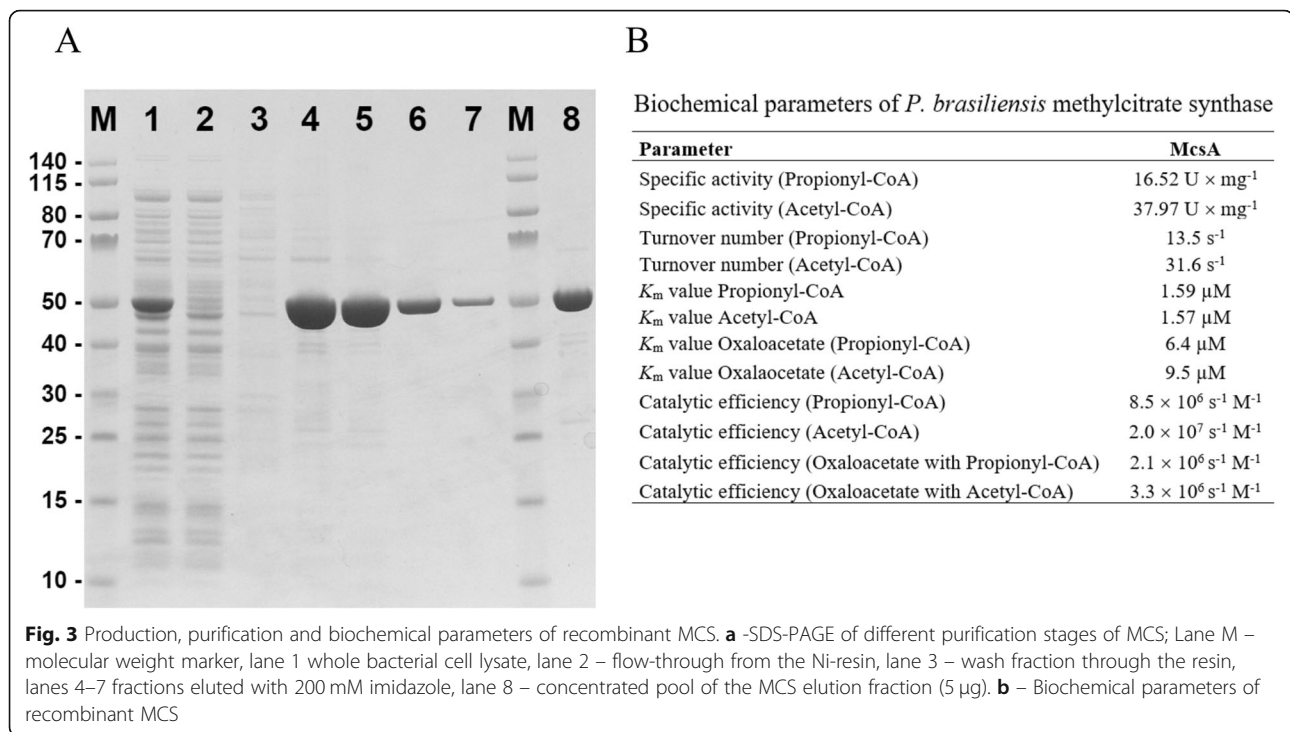 A
B
M 1 2 3 4 5 6 7 M 8
140 -
115 -
80 -
70 -
50 -
40 -
30 -
25 -
15 -
10 -
Biochemical parameters of P. brasiliensis methylcitrate synthase
Parameter McsA
Specific activity (Propionyl-CoA) 16.52 U × mg⁻¹
Specific activity (Acetyl-CoA) 37.97 U × mg⁻¹
Turnover number (Propionyl-CoA) 13.5 s⁻¹
Turnover number (Acetyl-CoA) 31.6 s⁻¹
Kₘ value Propionyl-CoA 1.59 µM
Kₘ value Acetyl-CoA 1.57 µM
Kₘ value Oxaloacetate (Propionyl-CoA) 6.4 µM
Kₘ value Oxalaocetate (Acetyl-CoA) 9.5 µM
Catalytic efficiency (Propionyl-CoA) 8.5 × 10⁶ s⁻¹ M⁻¹
Catalytic efficiency (Acetyl-CoA) 2.0 × 10⁷ s⁻¹ M⁻¹
Catalytic efficiency (Oxaloacetate with Propionyl-CoA) 2.1 × 10⁶ s⁻¹ M⁻¹
Catalytic efficiency (Oxaloacetate with Acetyl-CoA) 3.3 × 10⁶ s⁻¹ M⁻¹
Fig. 3 Production, purification and biochemical parameters of recombinant MCS. a -SDS-PAGE of different purification stages of MCS; Lane M –
molecular weight marker, lane 1 whole bacterial cell lysate, lane 2 – flow-through from the Ni-resin, lane 3 – wash fraction through the resin,
lanes 4–7 fractions eluted with 200 mM imidazole, lane 8 – concentrated pool of the MCS elution fraction (5 µg). b – Biochemical parameters of
recombinant MCS